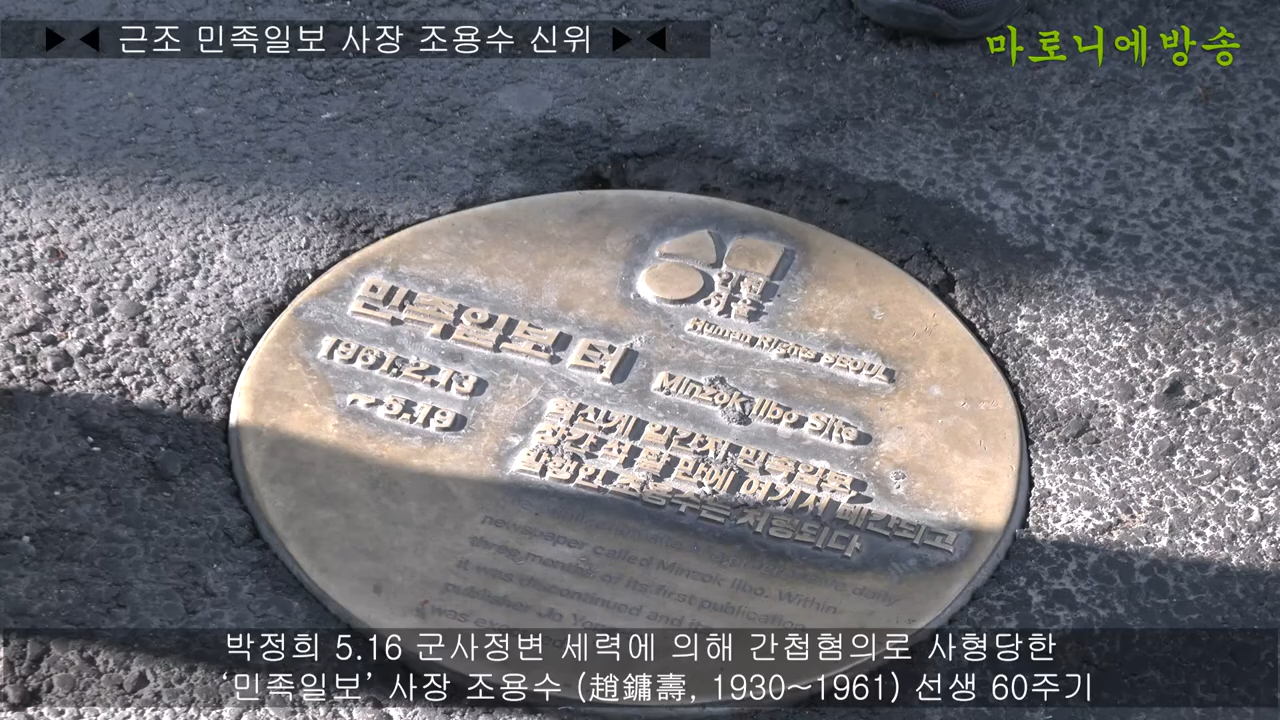 ▶◀ 근조 민족일보 사장 조용수 신위 ▶◀
마로니에방송
인권
서울
Human Rights SEOUL
민족일보 터
1961.2.13
~5.19
Minzok Ilbo Site
혁신계 일간지 민족일보
창간 석 달 만에 여기서 폐간되고
발행인 조용수는 처형되다
daily
newspaper called Minzok Ilbo. Within
three months of its first publication
it was discontinued and its
publisher Jo
was
박정희 5.16 군사정변 세력에 의해 간첩혐의로 사형당한
‘민족일보’ 사장 조용수 (趙鏞壽, 1930~1961) 선생 60주기